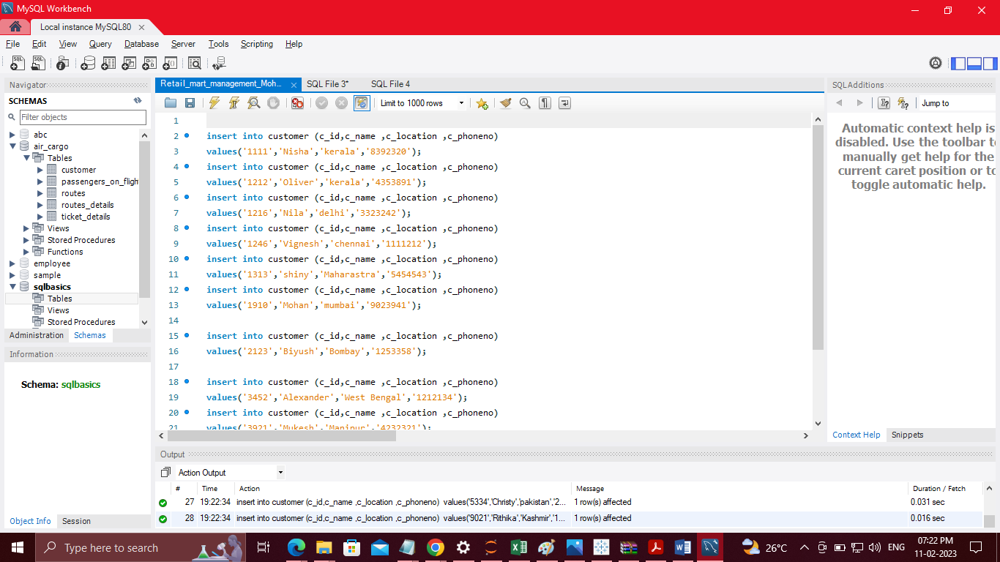 MySQL Workbench
Local instance MySQL80
File Edit View Query Database Server Tools Scripting Help
Navigator
SCHEMAS
Filter objects
abc
air_cargo
Tables
customer
passengers_on_fligh
routes
routes_details
ticket_details
Views
Stored Procedures
Functions
employee
sample
sqlbasics
Tables
Views
Stored Procedures
Administration Schemas
Information
Schema: sqlbasics
Object Info Session
Retail_mart_management_Moh... SQL File 3* SQL File 4
Limit to 1000 rows
1
2 insert into customer (c_id,c_name ,c_location ,c_phoneno)
3 values('1111','Nisha','kerala','8392320');
4 insert into customer (c_id,c_name ,c_location ,c_phoneno)
5 values('1212','Oliver','kerala','4353891');
6 insert into customer (c_id,c_name ,c_location ,c_phoneno)
7 values('1216','Nila','delhi','3323242');
8 insert into customer (c_id,c_name ,c_location ,c_phoneno)
9 values('1246','Vignesh','chennai','1111212');
10 insert into customer (c_id,c_name ,c_location ,c_phoneno)
11 values('1313','shiny','Maharastra','5454543');
12 insert into customer (c_id,c_name ,c_location ,c_phoneno)
13 values('1910','Mohan','mumbai','9023941');
14
15 insert into customer (c_id,c_name ,c_location ,c_phoneno)
16 values('2123','Biyush','Bombay','1253358');
17
18 insert into customer (c_id,c_name ,c_location ,c_phoneno)
19 values('3452','Alexander','West Bengal','1212134');
20 insert into customer (c_id,c_name ,c_location ,c_phoneno)
21 values('3921','Mukesh','Manipur','4232321');
SQLAdditions
Jump to
Automatic context help is
disabled. Use the toolbar to
manually get help for the
current caret position or to
toggle automatic help.
Context Help Snippets
Output
Action Output
# Time Action Message Duration / Fetch
27 19:22:34 insert into customer (c_id,c_name ,c_location ,c_phoneno) values('5334','Christy','pakistan','2... 1 row(s) affected 0.031 sec
28 19:22:34 insert into customer (c_id,c_name ,c_location ,c_phoneno) values('9021','Rithika','Kashmir','1... 1 row(s) affected 0.016 sec
Type here to search
26°C
ENG
07:22 PM
11-02-2023